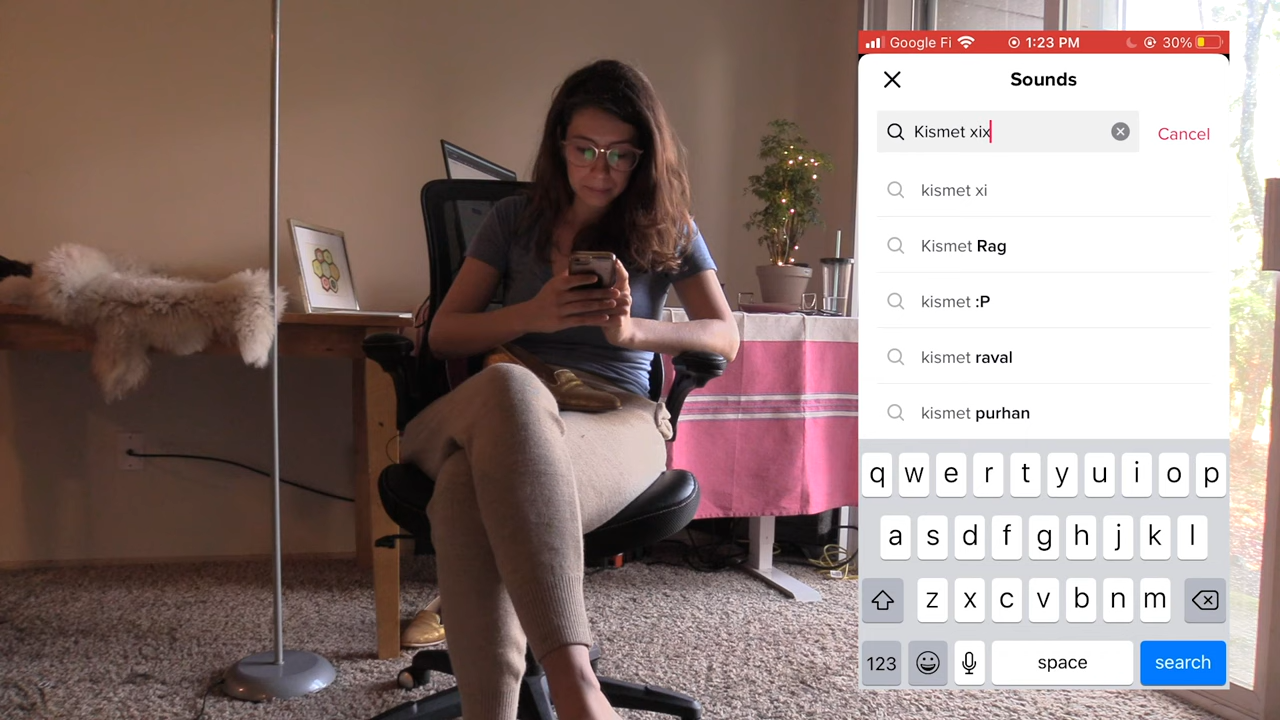 Google Fi 1:23 PM 30%
Sounds
Kismet xix Cancel
kismet xi
Kismet Rag
kismet :P
kismet raval
kismet purhan
q w e r t y u i o p
a s d f g h j k l
z x c v b n m
123 space search